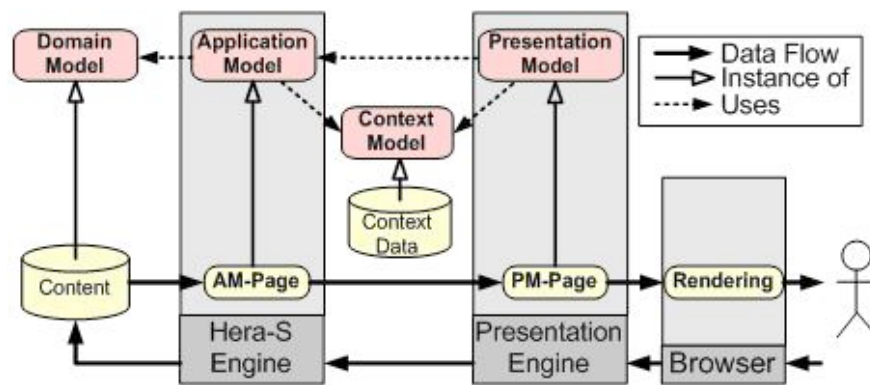 Domain
Model
Application
Model
Presentation
Model
Data Flow
Instance of
Uses
Context
Model
Context
Data
Content
AM-Page
PM-Page
Rendering
Hera-S
Engine
Presentation
Engine
Browser